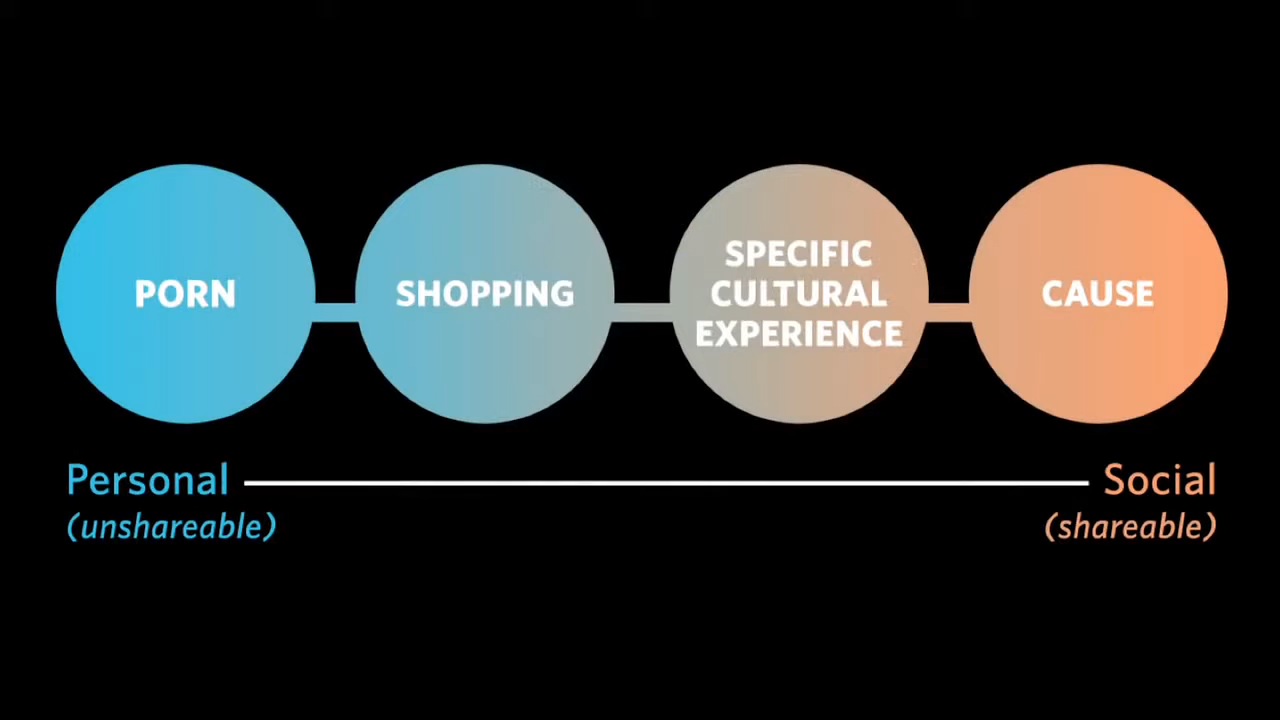 PORN
SHOPPING
SPECIFIC
CULTURAL
EXPERIENCE
CAUSE
Personal
(unshareable)
Social
(shareable)